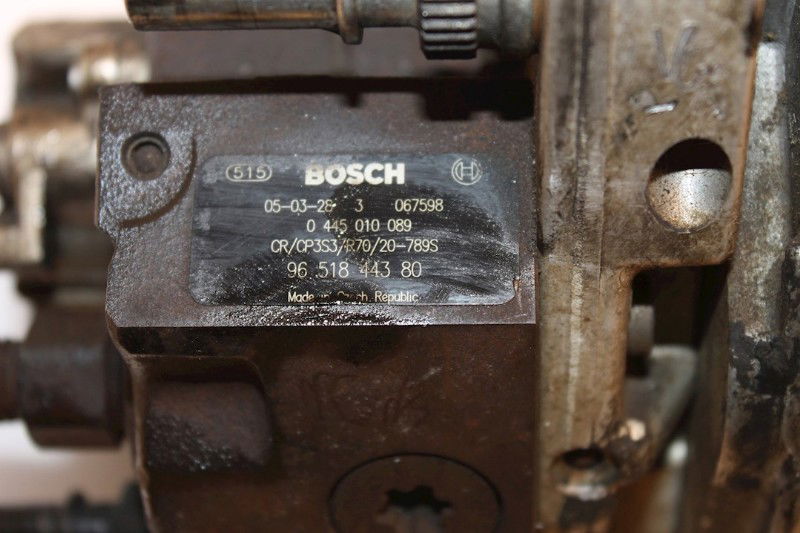 515 BOSCH
05-03-28 3 067598
0 445 010 089
CR/CP3S3/R70/20-789S
96 518 443 80
Made in Czech Republic